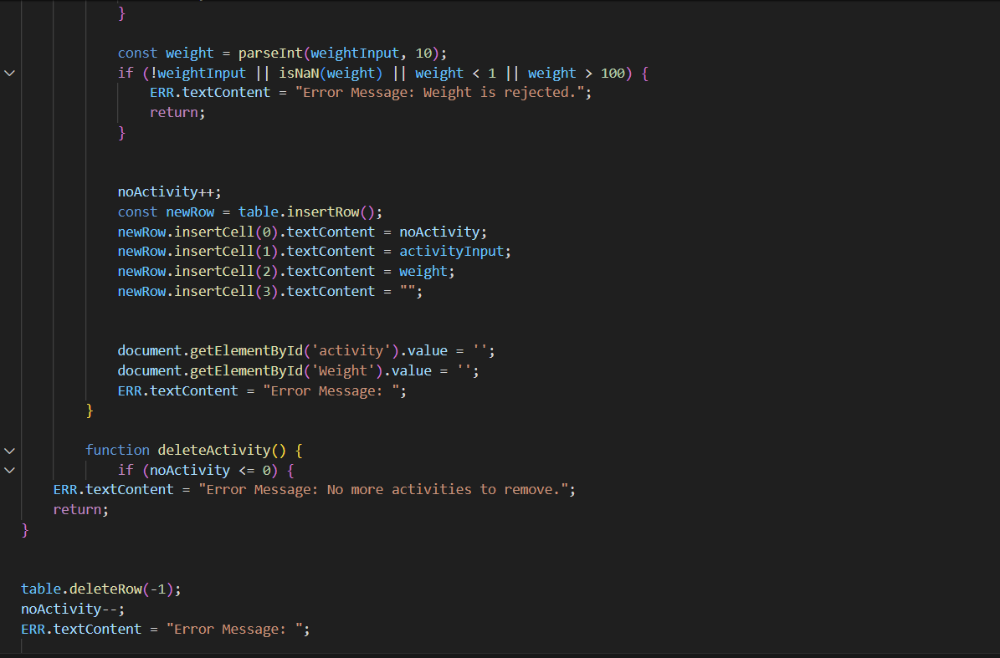 }
const weight = parseInt(weightInput, 10);
if (!weightInput || isNaN(weight) || weight < 1 || weight > 100) {
ERR.textContent = "Error Message: Weight is rejected.";
return;
}
noActivity++;
const newRow = table.insertRow();
newRow.insertCell(0).textContent = noActivity;
newRow.insertCell(1).textContent = activityInput;
newRow.insertCell(2).textContent = weight;
newRow.insertCell(3).textContent = "";
document.getElementById('activity').value = '';
document.getElementById('Weight').value = '';
ERR.textContent = "Error Message: ";
}
function deleteActivity() {
if (noActivity <= 0) {
ERR.textContent = "Error Message: No more activities to remove.";
return;
}
table.deleteRow(-1);
noActivity--;
ERR.textContent = "Error Message: ";